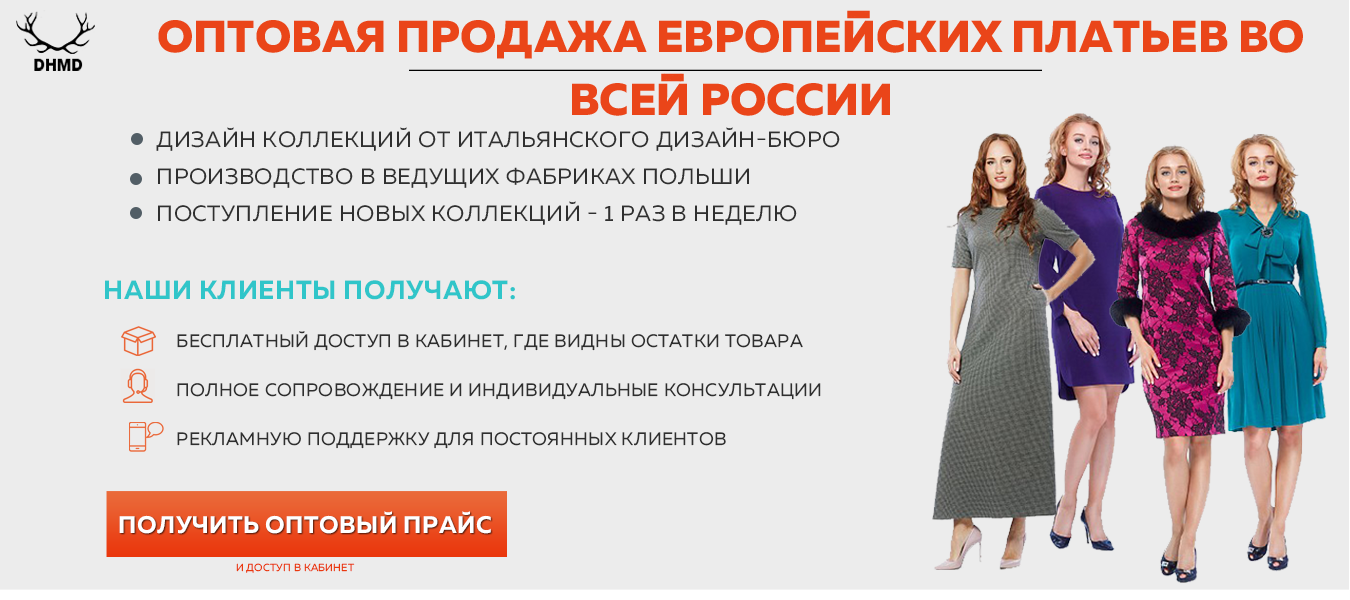 DHMD
ОПТОВАЯ ПРОДАЖА ЕВРОПЕЙСКИХ ПЛАТЬЕВ ВО
ВСЕЙ РОССИИ
ДИЗАЙН КОЛЛЕКЦИЙ ОТ ИТАЛЬЯНСКОГО ДИЗАЙН-БЮРО
ПРОИЗВОДСТВО В ВЕДУЩИХ ФАБРИКАХ ПОЛЬШИ
ПОСТУПЛЕНИЕ НОВЫХ КОЛЛЕКЦИЙ - 1 РАЗ В НЕДЕЛЮ
НАШИ КЛИЕНТЫ ПОЛУЧАЮТ:
БЕСПЛАТНЫЙ ДОСТУП В КАБИНЕТ, ГДЕ ВИДНЫ ОСТАТКИ ТОВАРА
ПОЛНОЕ СОПРОВОЖДЕНИЕ И ИНДИВИДУАЛЬНЫЕ КОНСУЛЬТАЦИИ
РЕКЛАМНУЮ ПОДДЕРЖКУ ДЛЯ ПОСТОЯННЫХ КЛИЕНТОВ
ПОЛУЧИТЬ ОПТОВЫЙ ПРАЙС
И ДОСТУП В КАБИНЕТ